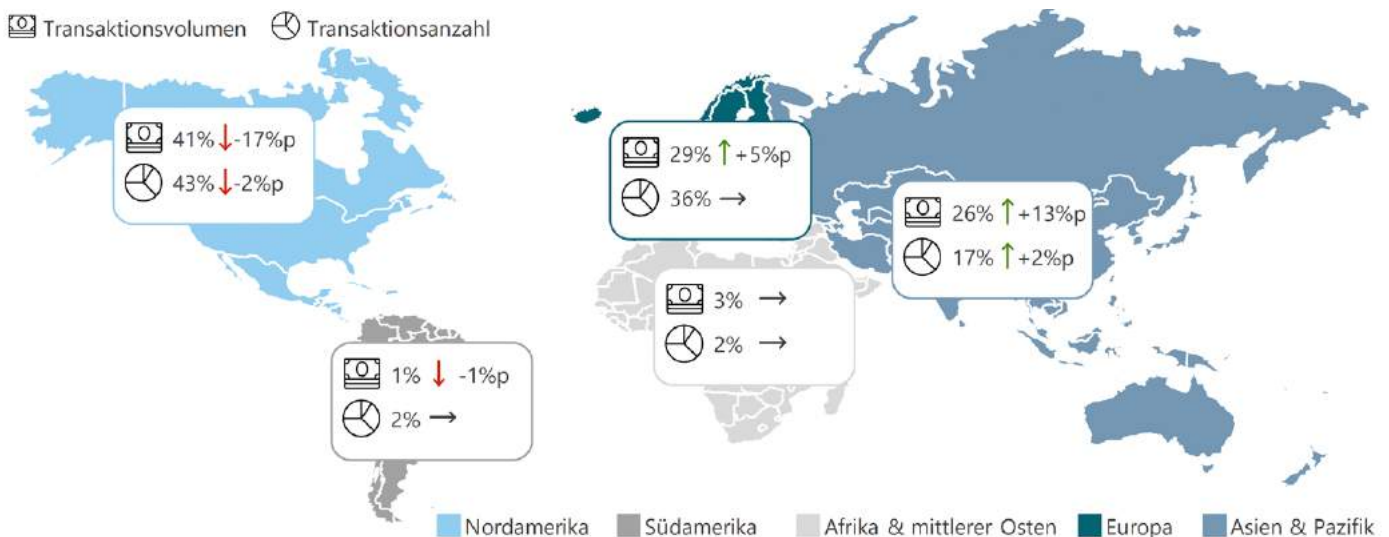 Transaktionsvolumen Transaktionsanzahl
41% ↓ -17%p
43% ↓ -2%p
29% ↑ +5%p
36% →
26% ↑ +13%p
17% ↑ +2%p
3% →
2% →
1% ↓ -1%p
2% →
Nordamerika Südamerika Afrika & mittlerer Osten Europa Asien & Pazifik